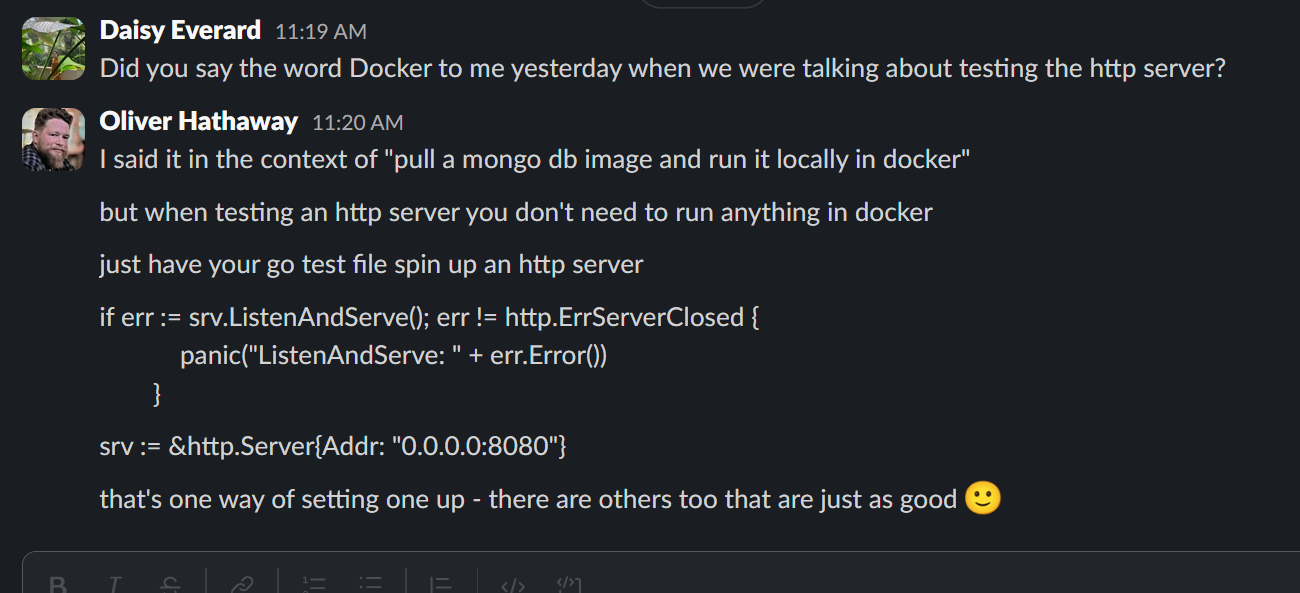 Daisy Everard 11:19 AM
Did you say the word Docker to me yesterday when we were talking about testing the http server?
Oliver Hathaway 11:20 AM
I said it in the context of "pull a mongo db image and run it locally in docker"
but when testing an http server you don't need to run anything in docker
just have your go test file spin up an http server
if err := srv.ListenAndServe(); err != http.ErrServerClosed {
panic("ListenAndServe: " + err.Error())
}
srv := &http.Server{Addr: "0.0.0.0:8080"}
that's one way of setting one up - there are others too that are just as good 🙂